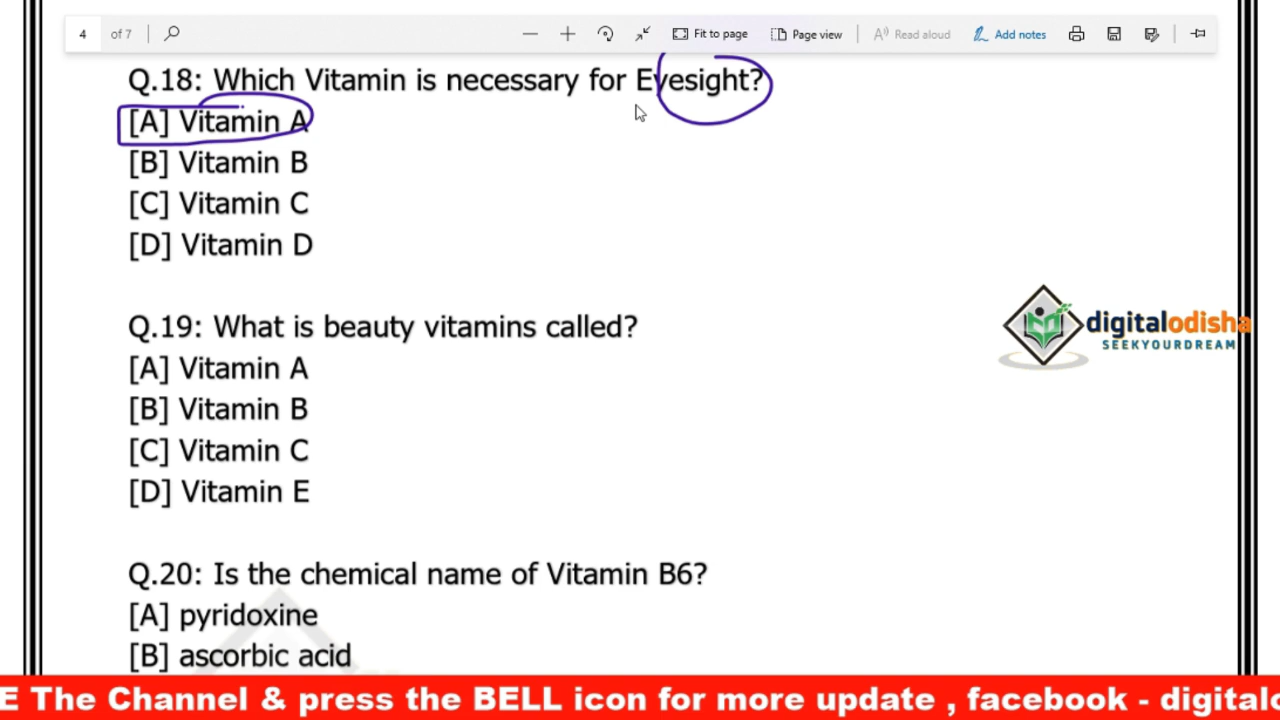 4 of 7 Fit to page Page view Read aloud Add notes
Q.18: Which Vitamin is necessary for Eyesight?
[A] Vitamin A
[B] Vitamin B
[C] Vitamin C
[D] Vitamin D
digitalodisha
SEEKYOURDREAM
Q.19: What is beauty vitamins called?
[A] Vitamin A
[B] Vitamin B
[C] Vitamin C
[D] Vitamin E
Q.20: Is the chemical name of Vitamin B6?
[A] pyridoxine
[B] ascorbic acid
E The Channel & press the BELL icon for more update , facebook - digitalo